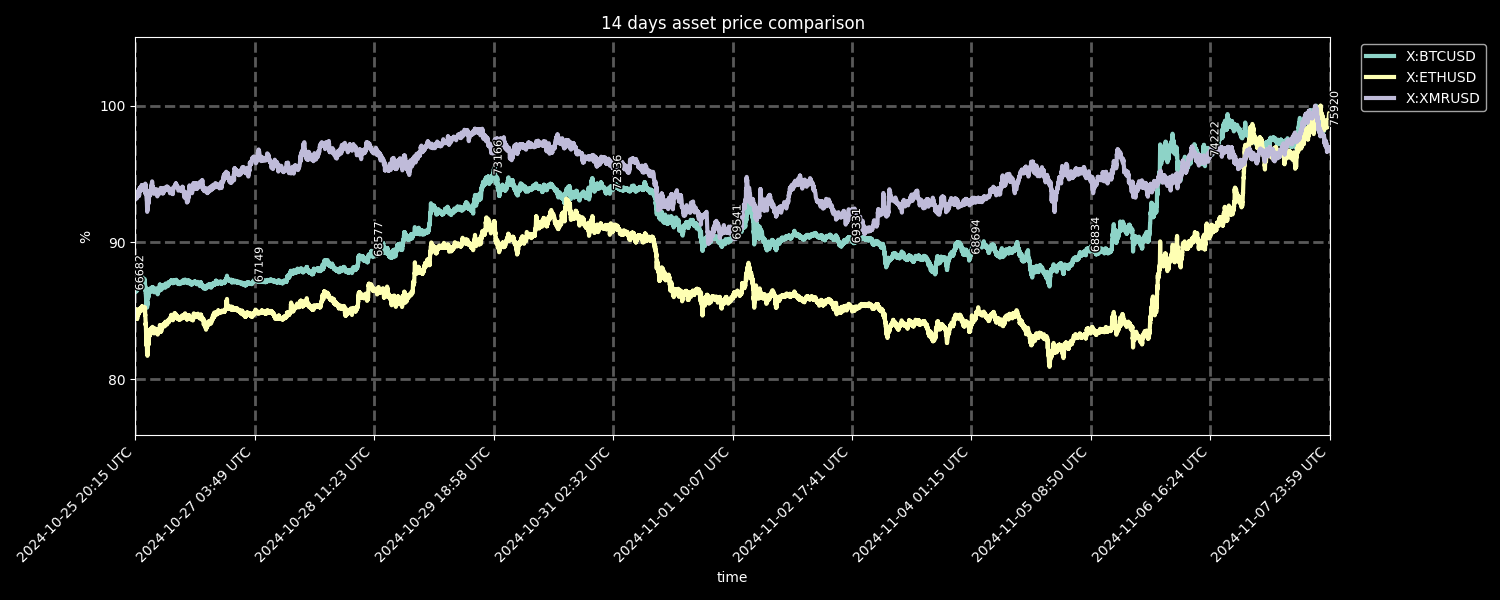 14 days asset price comparison
X:BTCUSD
X:ETHUSD
X:XMRUSD
%
100
90
80
66682
67149
68577
73166
72336
69541
69331
68694
68834
74222
75920
2024-10-25 20:15 UTC
2024-10-27 03:49 UTC
2024-10-28 11:23 UTC
2024-10-29 18:58 UTC
2024-10-31 02:32 UTC
2024-11-01 10:07 UTC
2024-11-02 17:41 UTC
2024-11-04 01:15 UTC
2024-11-05 08:50 UTC
2024-11-06 16:24 UTC
2024-11-07 23:59 UTC
time